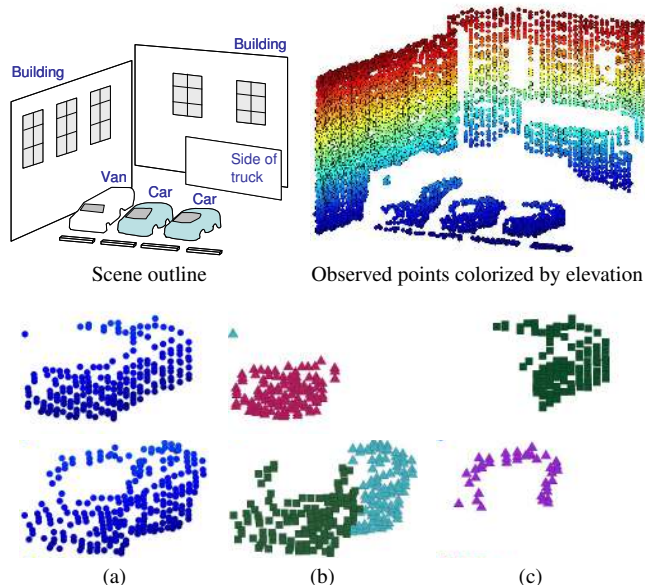 Building
Building
Van
Car
Car
Side of
truck
Scene outline
Observed points colorized by elevation
(a)
(b)
(c)